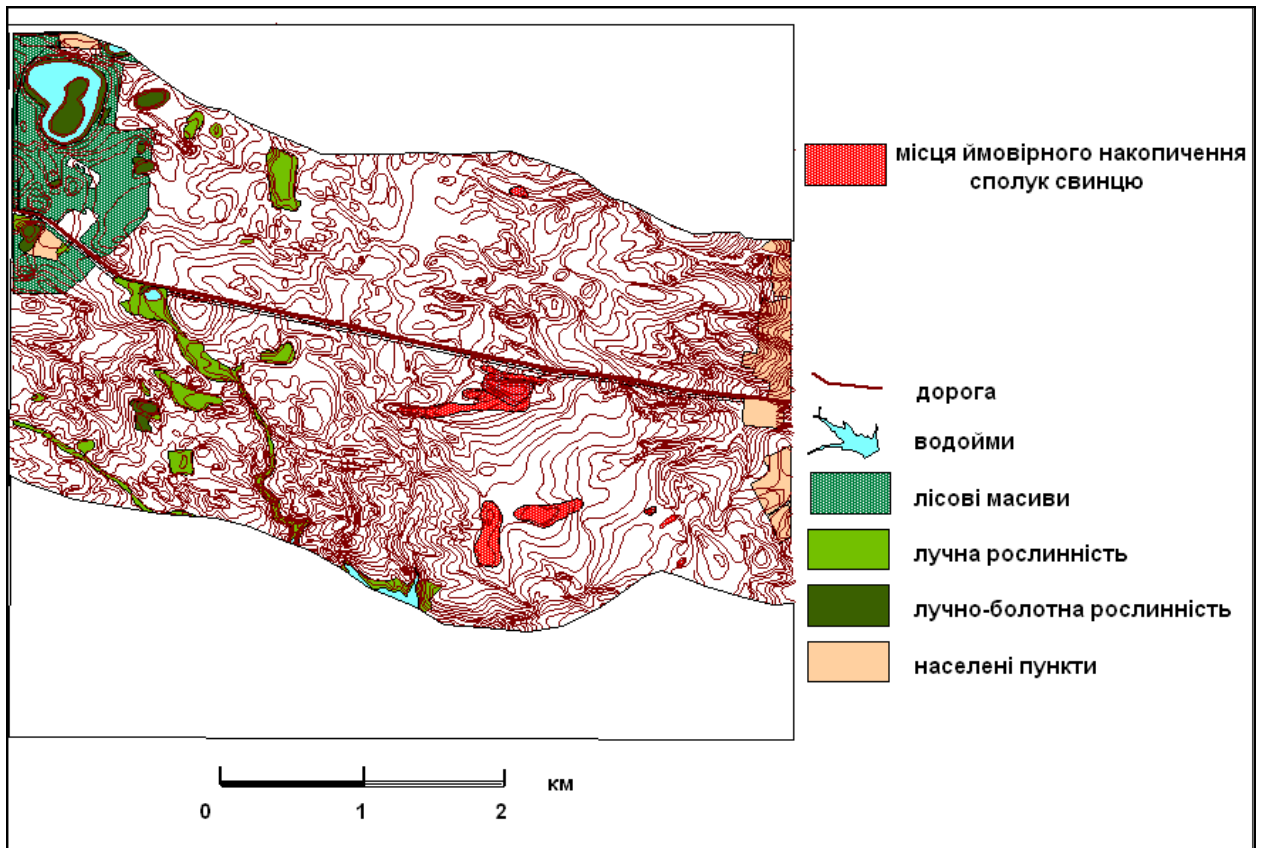 місця ймовірного накопичення
сполук свинцю
дорога
водойми
лісові масиви
лучна рослинність
лучно-болотна рослинність
населені пункти
км
0 1 2